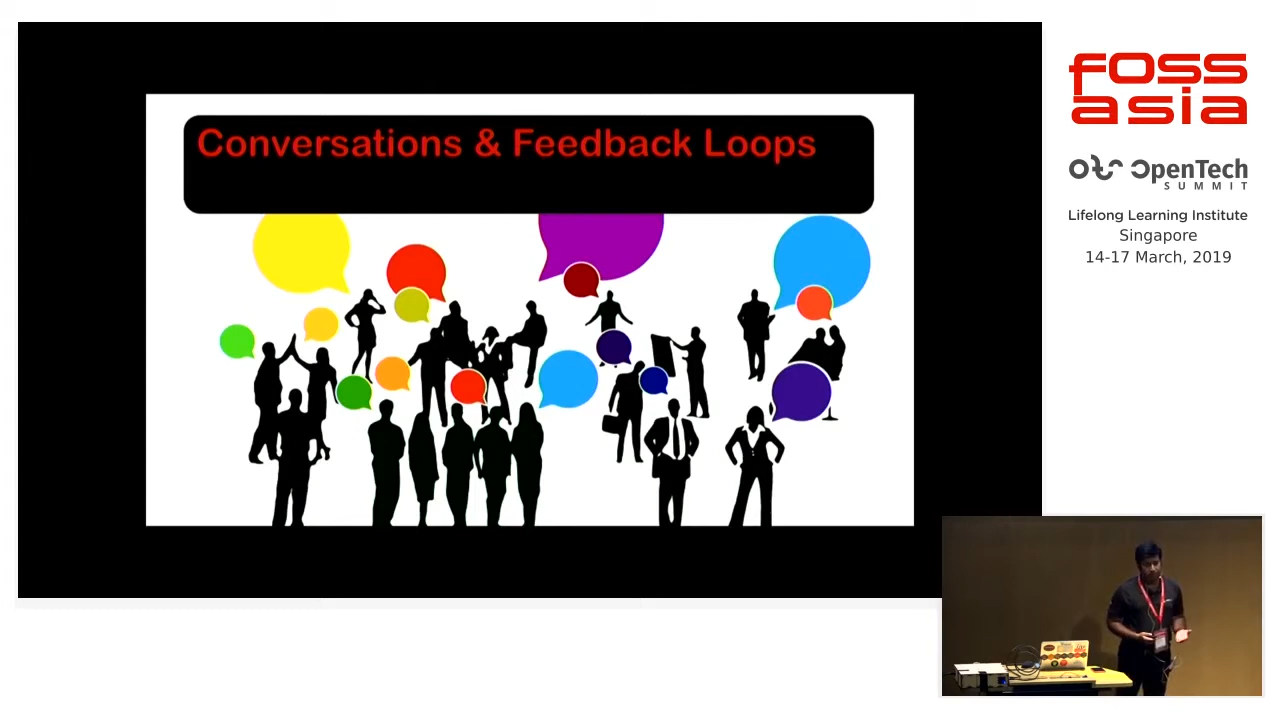 Conversations & Feedback Loops
FOSS
asia
OpenTech
SUMMIT
Lifelong Learning Institute
Singapore
14-17 March, 2019